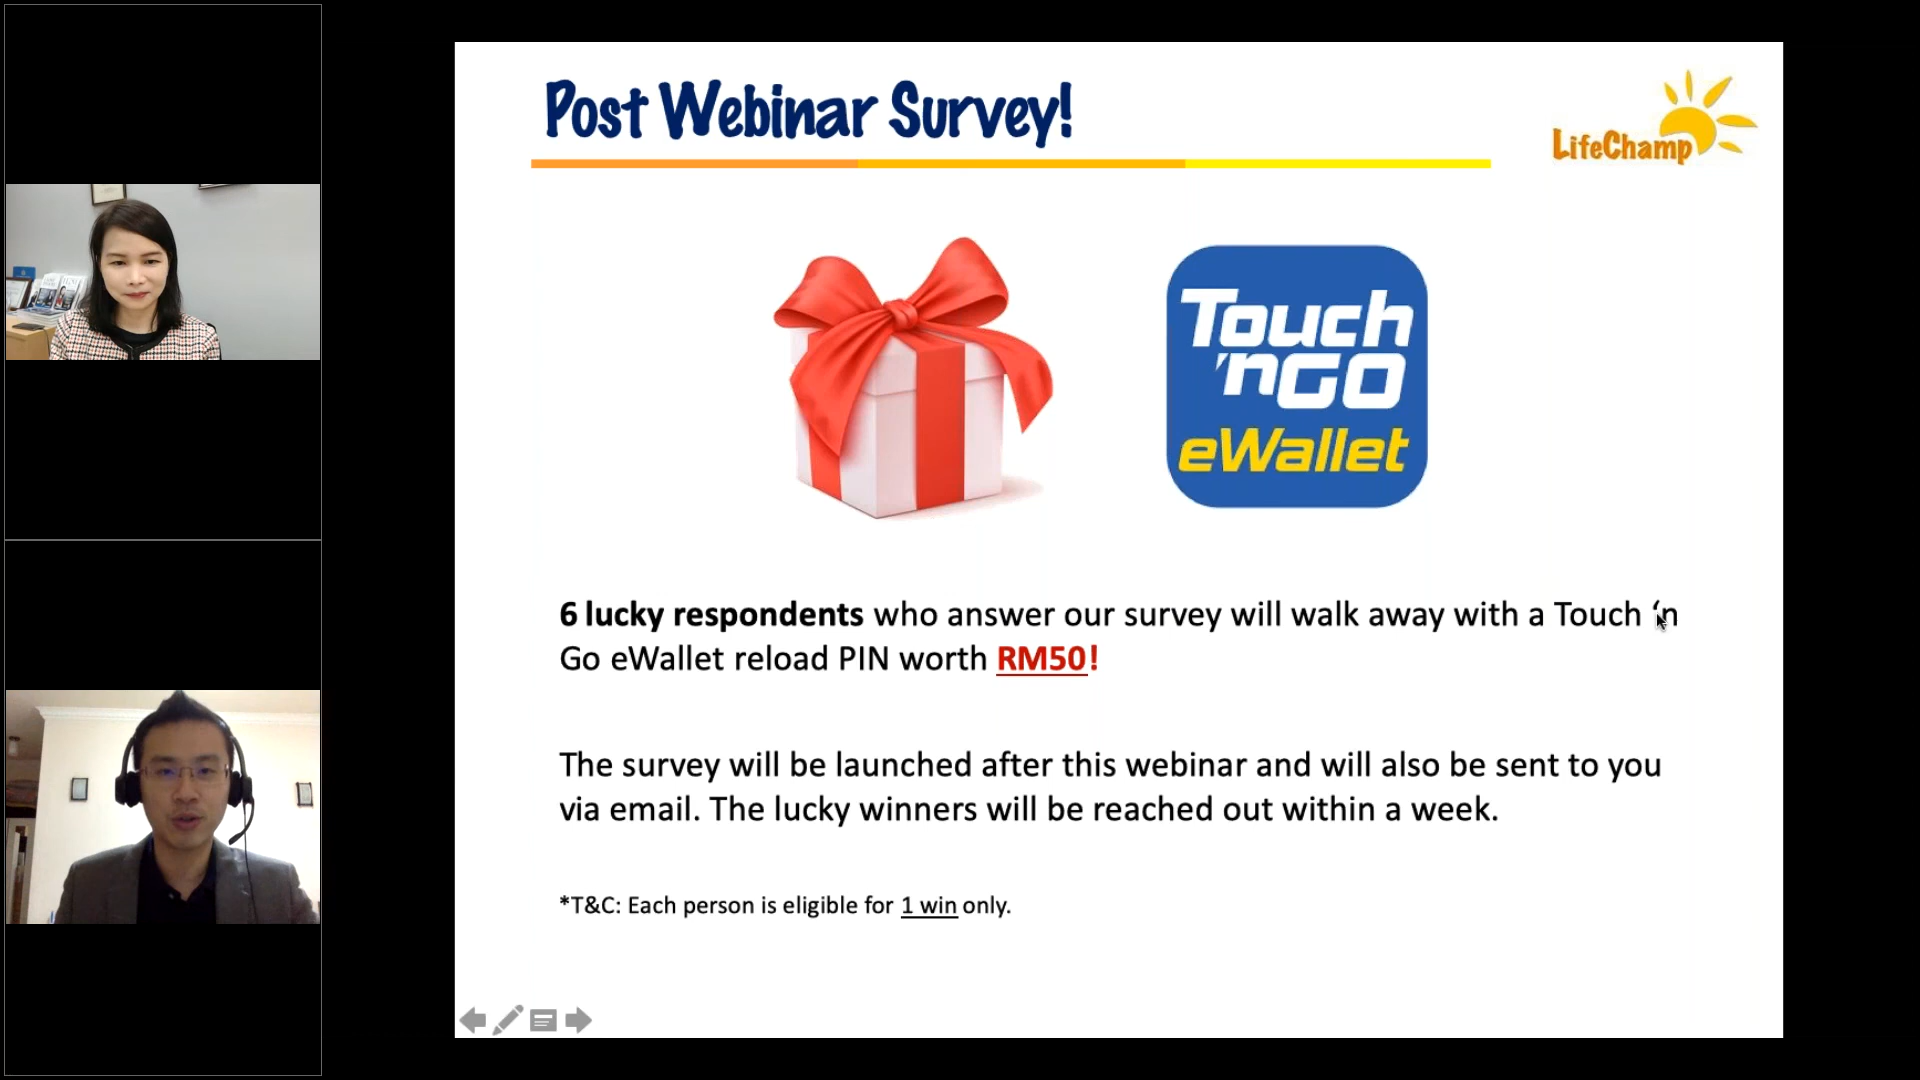 Post Webinar Survey!
LifeChamp
Touch
'nGO
eWallet
6 lucky respondents who answer our survey will walk away with a Touch ‘n
Go eWallet reload PIN worth RM50!
The survey will be launched after this webinar and will also be sent to you
via email. The lucky winners will be reached out within a week.
*T&C: Each person is eligible for 1 win only.